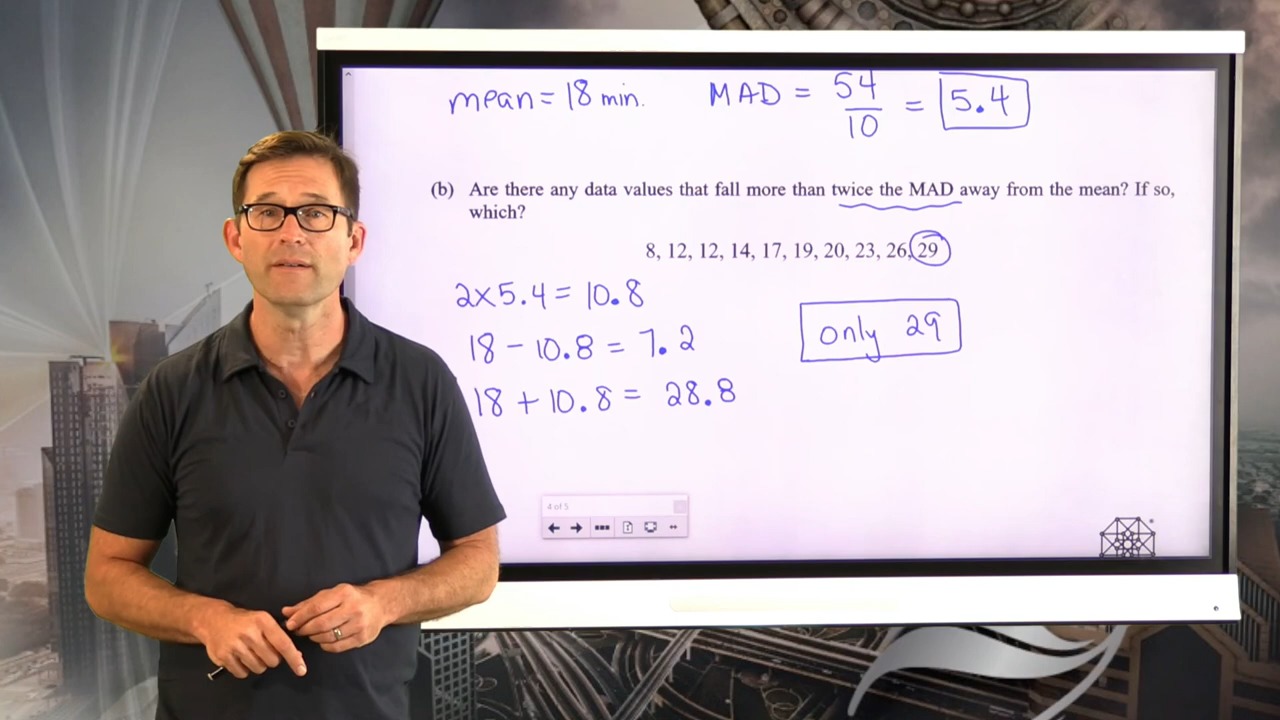 mean = 18 min. MAD = 54/10 = 5.4
(b) Are there any data values that fall more than twice the MAD away from the mean? If so,
which?
8, 12, 12, 14, 17, 19, 20, 23, 26, 29
2x5.4 = 10.8
18 - 10.8 = 7.2
only 29
18 + 10.8 = 28.8
4 of 5